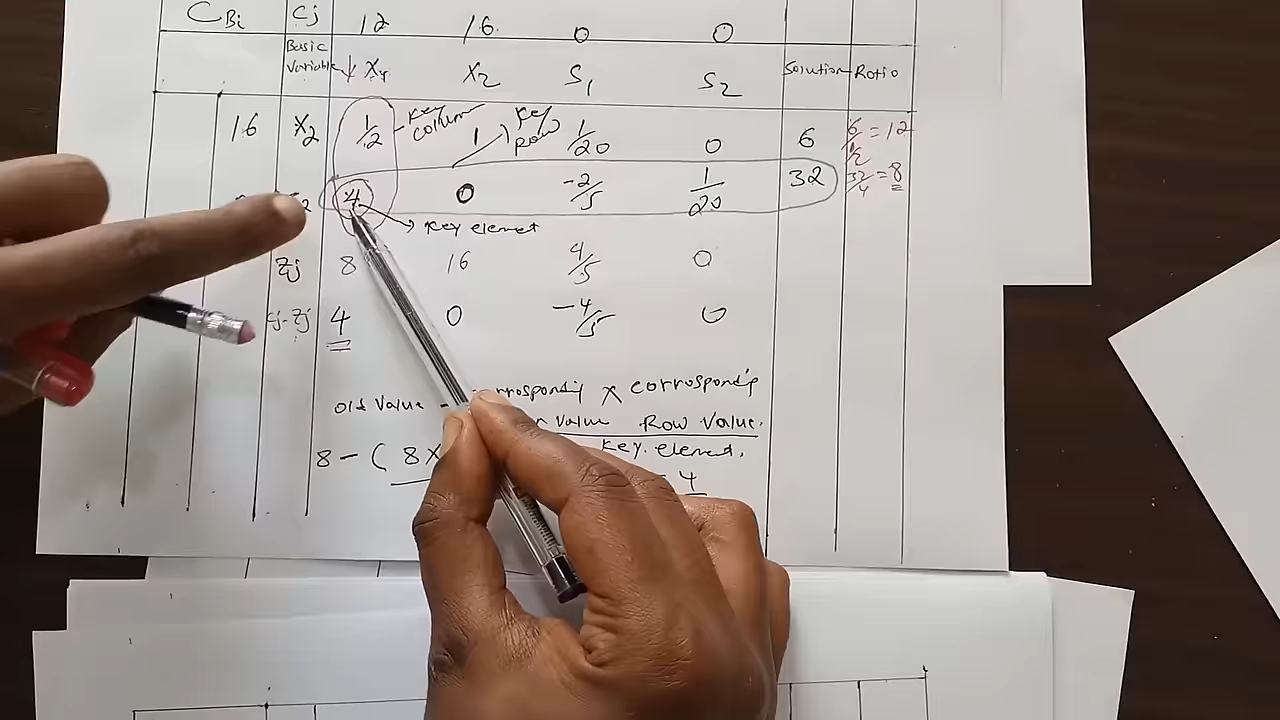 CBi Cj 12 16 0 0
Basic Variable X1 X2 S1 S2 Solution Ratio
16 X2 1/2 1 1/20 0 6 6/1/2 = 12
Key column
Key row
4 0 -2/5 1/20 32 32/4 = 8
Key element
Zj 8 16 4/5 0
Cj-Zj 4 0 -4/5 0
Old Value - corresponding X corresponding
Value Row Value
Key element
8 - ( 8X = 4